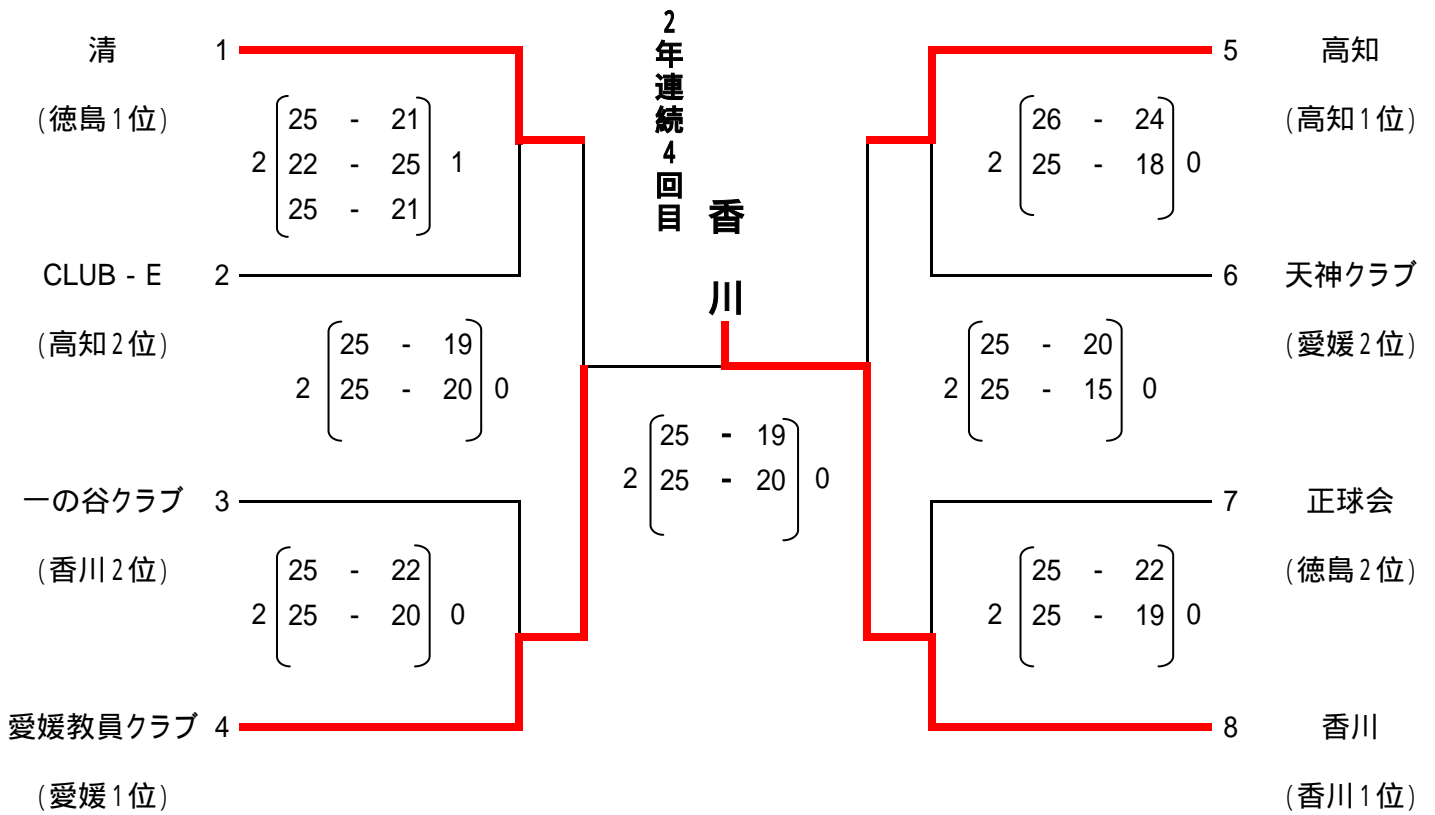 2年連続4回目
香川
清 1
(徳島1位)
25 - 21
2 22 - 25 1
25 - 21
CLUB - E 2
(高知2位)
25 - 19
2 25 - 20 0
一の谷クラブ 3
(香川2位)
25 - 22
2 25 - 20 0
愛媛教員クラブ 4
(愛媛1位)
25 - 19
2 25 - 20 0
5 高知
(高知1位)
26 - 24
2 25 - 18 0
6 天神クラブ
(愛媛2位)
25 - 20
2 25 - 15 0
7 正球会
(徳島2位)
25 - 22
2 25 - 19 0
8 香川
(香川1位)